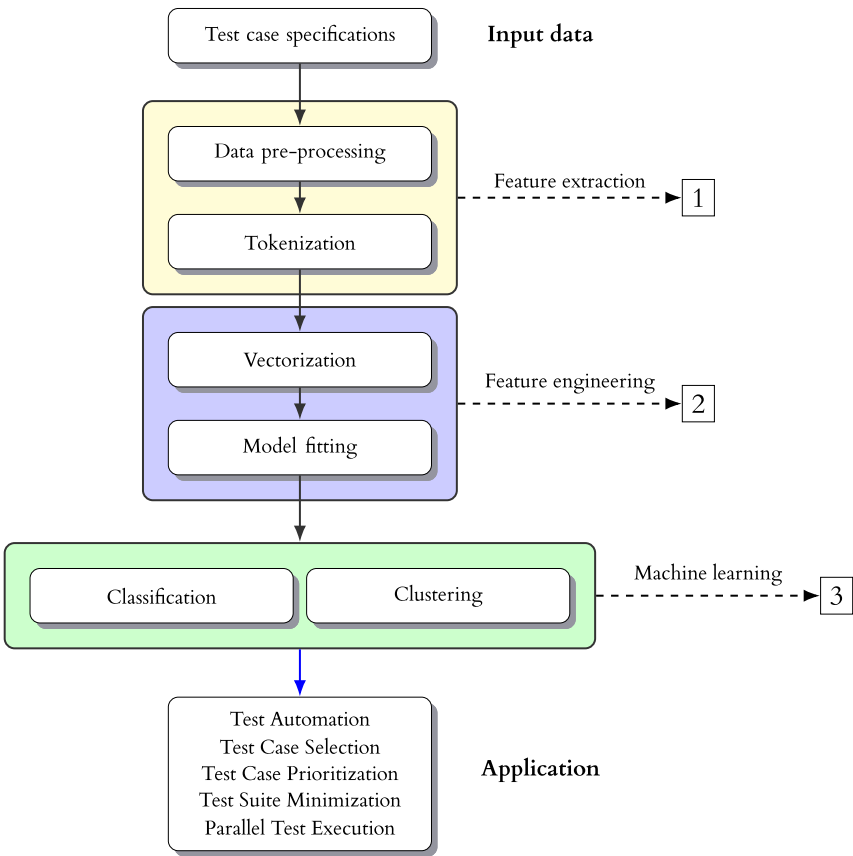 Test case specifications
Input data
Data pre-processing
Feature extraction
1
Tokenization
Vectorization
Feature engineering
2
Model fitting
Classification
Clustering
Machine learning
3
Test Automation
Test Case Selection
Test Case Prioritization
Test Suite Minimization
Parallel Test Execution
Application